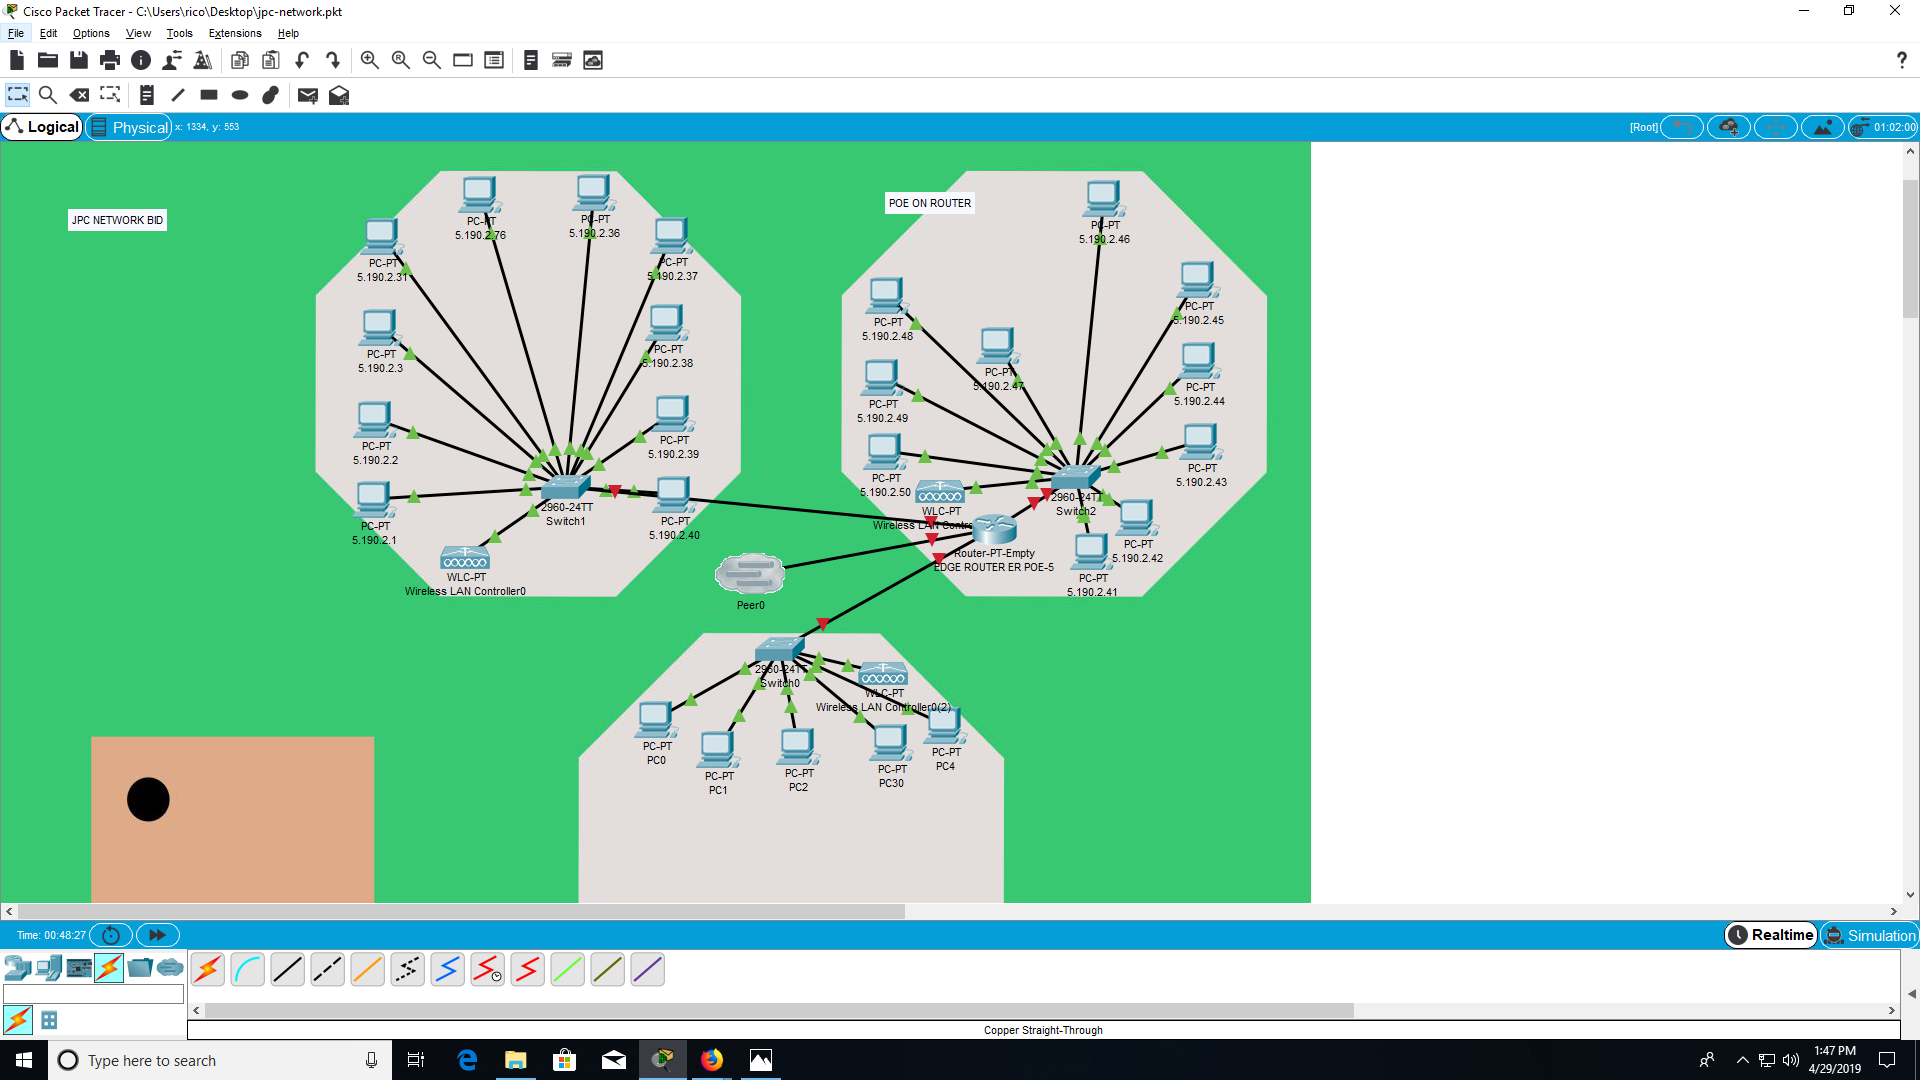 Cisco Packet Tracer - C:\Users\rico\Desktop\jpc-network.pkt
File Edit Options View Tools Extensions Help
Logical Physical x: 1334, y: 553 [Root] 01:02:00
JPC NETWORK BID
POE ON ROUTER
PC-PT
5.190.2.76
PC-PT
5.190.2.36
PC-PT
5.190.2.31
PC-PT
5.190.2.37
PC-PT
5.190.2.3
PC-PT
5.190.2.38
PC-PT
5.190.2.2
PC-PT
5.190.2.39
PC-PT
5.190.2.1
PC-PT
5.190.2.40
2960-24TT
Switch1
WLC-PT
Wireless LAN Controller0
PC-PT
5.190.2.46
PC-PT
5.190.2.45
PC-PT
5.190.2.48
PC-PT
5.190.2.47
PC-PT
5.190.2.44
PC-PT
5.190.2.49
PC-PT
5.190.2.43
PC-PT
5.190.2.50
2960-24TT
Switch2
WLC-PT
Wireless LAN Contro
PC-PT
5.190.2.42
PC-PT
5.190.2.41
Router-PT-Empty
EDGE ROUTER ER POE-5
Peer0
2960-24TT
Switch0
WLC-PT
Wireless LAN Controller0(2)
PC-PT
PC0
PC-PT
PC1
PC-PT
PC2
PC-PT
PC30
PC-PT
PC4
Time: 00:48:27 Realtime Simulation
Copper Straight-Through
Type here to search
1:47 PM
4/29/2019